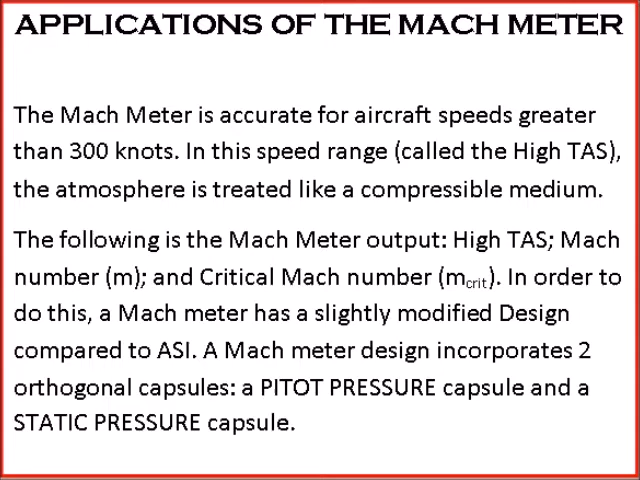 APPLICATIONS OF THE MACH METER
The Mach Meter is accurate for aircraft speeds greater
than 300 knots. In this speed range (called the High TAS),
the atmosphere is treated like a compressible medium.
The following is the Mach Meter output: High TAS; Mach
number (m); and Critical Mach number (mcrit). In order to
do this, a Mach meter has a slightly modified Design
compared to ASI. A Mach meter design incorporates 2
orthogonal capsules: a PITOT PRESSURE capsule and a
STATIC PRESSURE capsule.